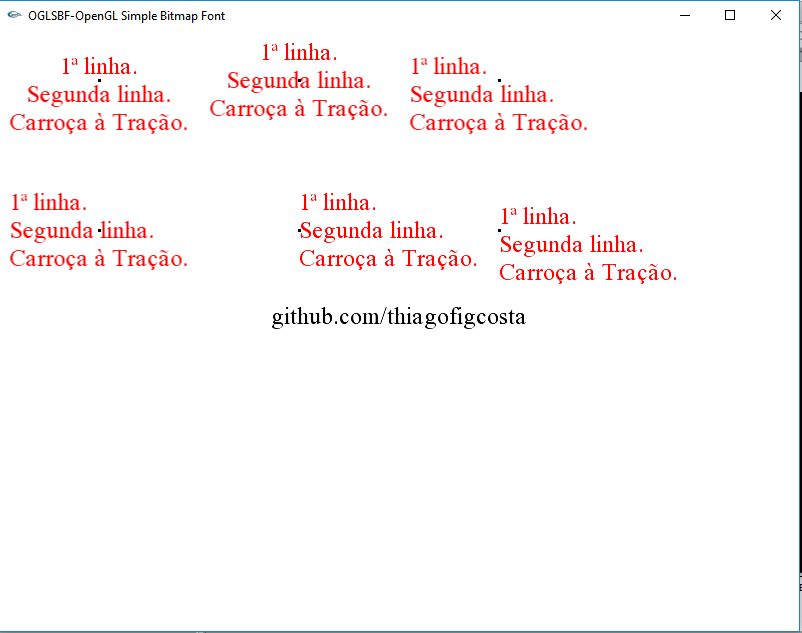 OGLSBF-OpenGL Simple Bitmap Font
1ª linha.
Segunda linha.
Carroça à Tração.
1ª linha.
Segunda linha.
Carroça à Tração.
1ª linha.
Segunda linha.
Carroça à Tração.
1ª linha.
Segunda linha.
Carroça à Tração.
1ª linha.
Segunda linha.
Carroça à Tração.
1ª linha.
Segunda linha.
Carroça à Tração.
github.com/thiagofigcosta